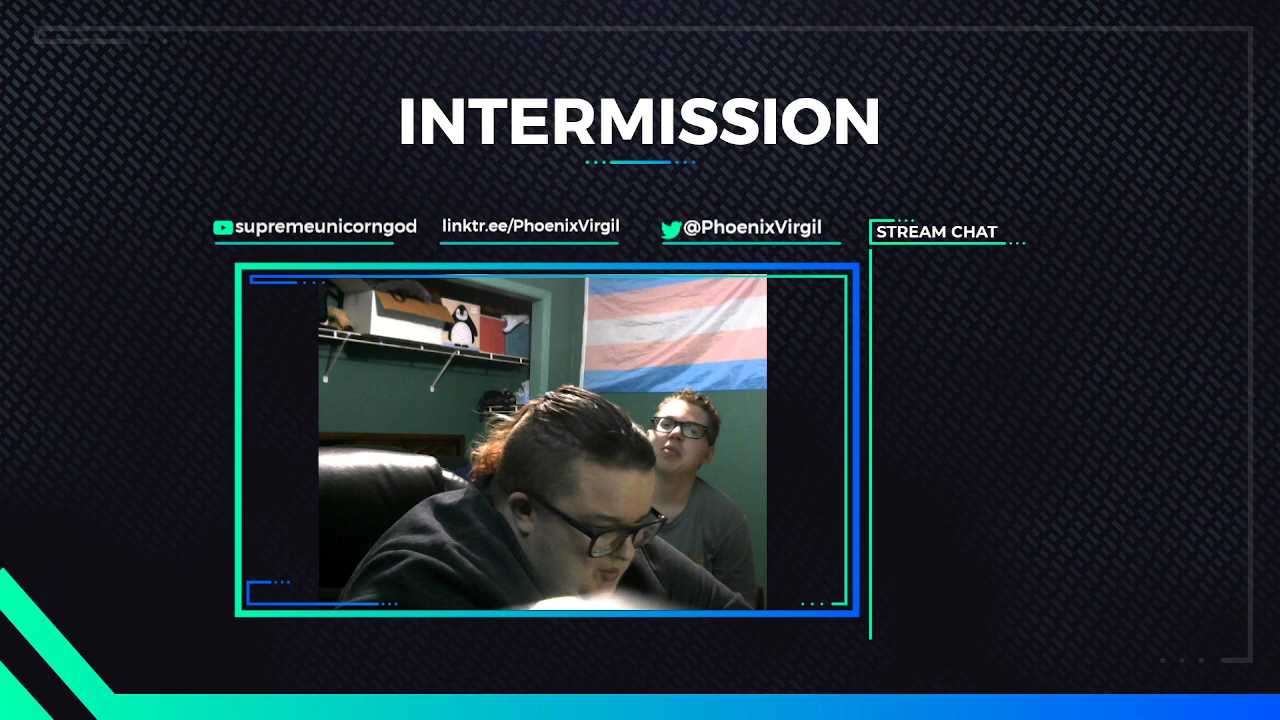 INTERMISSION
supremeunicorngod
linktr.ee/PhoenixVirgil
@PhoenixVirgil
STREAM CHAT